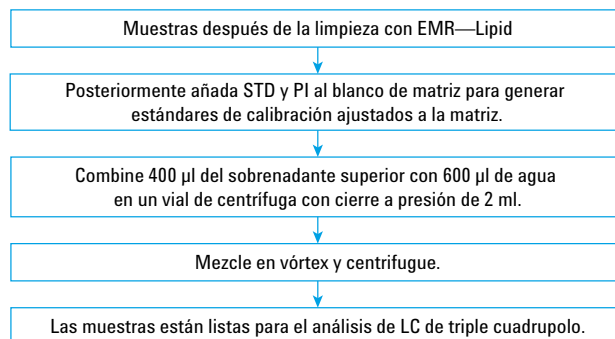 Muestras después de la limpieza con EMR—Lipid
Posteriormente añada STD y PI al blanco de matriz para generar
estándares de calibración ajustados a la matriz.
Combine 400 µl del sobrenadante superior con 600 µl de agua
en un vial de centrífuga con cierre a presión de 2 ml.
Mezcle en vórtex y centrifugue.
Las muestras están listas para el análisis de LC de triple cuadrupolo.